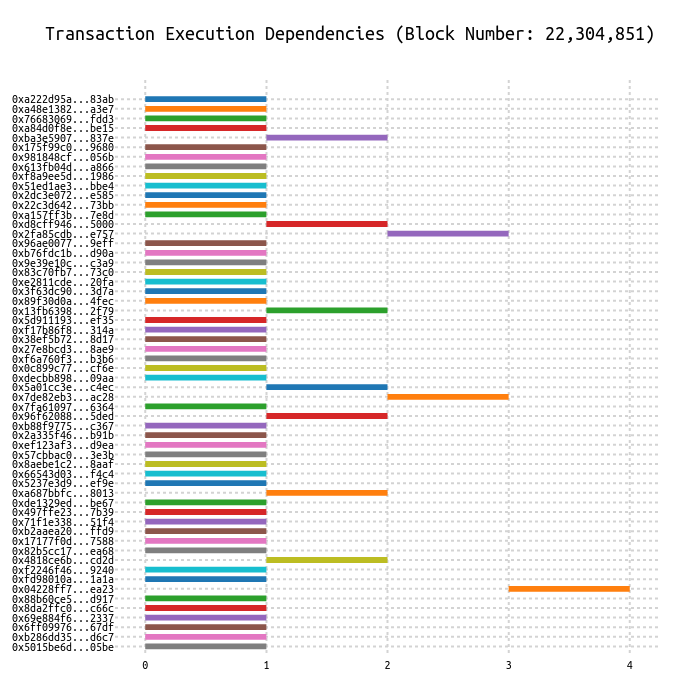 Transaction Execution Dependencies (Block Number: 22,304,851)
0xa222d95a...83ab
0xa48e1382...a3e7
0x76683069...fdd3
0xa84d0f8e...be15
0xba3e5907...837e
0x175f99c0...9680
0x981848cf...056b
0x613fb04d...a866
0xf8a9ee5d...1986
0x51ed1ae3...bbe4
0x2dc3e072...e585
0x22c3d642...73bb
0xa157ff3b...7e8d
0xd8cff946...5000
0x2fa85cdb...e757
0x96ae0077...9eff
0xb76fdc1b...d90a
0x9e39e10c...c3a9
0x83c70fb7...73c0
0xe2811cde...20fa
0x3f63dc90...3d7a
0x89f30d0a...4fec
0x13fb6398...2f79
0x5d911193...ef35
0xf17b86f8...314a
0x38ef5b72...8d17
0x27e8bcd3...8ae9
0xf6a760f3...b3b6
0x0c899c77...cf6e
0xdecbb898...09aa
0x5a01cc3e...c4ec
0x7de82eb3...ac28
0x7fa61097...6364
0x96f62088...5ded
0xb88f9775...c367
0x2a335f46...b91b
0xef123af3...d9ea
0x57cbbac0...3e3b
0x8aebe1c2...8aaf
0x66543d03...f4c4
0x5237e3d9...ef9e
0xa687bbfc...8013
0xde1329ed...be67
0x497ffe23...7b39
0x71f1e338...51f4
0xb2aaea20...ffd9
0x17177f0d...7588
0x82b5cc17...ea68
0x4818ce6b...cd2d
0xf2246f46...9240
0xfd98010a...1a1a
0x04228ff7...ea23
0x88b60ce5...d917
0x8da2ffc0...c66c
0x69e884f6...2337
0x6ff09976...67df
0xb286dd35...d6c7
0x5015be6d...05be
0 1 2 3 4